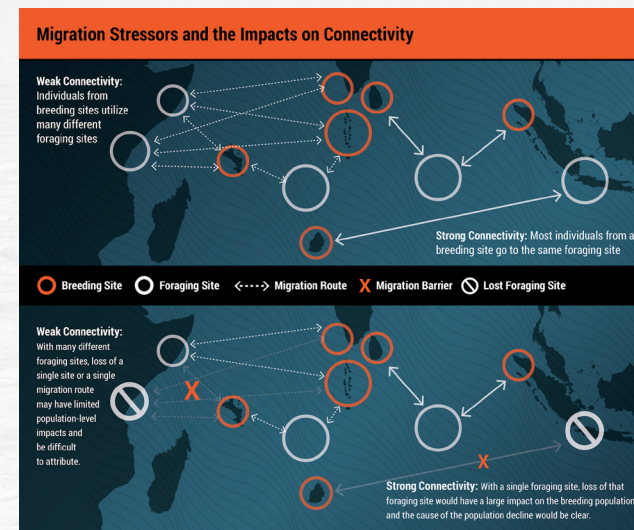 Migration Stressors and the Impacts on Connectivity
Weak Connectivity:
Individuals from
breeding sites utilize
many different
foraging sites
Strong Connectivity: Most individuals from a
breeding site go to the same foraging site
Breeding Site
Foraging Site
Migration Route
X Migration Barrier
Lost Foraging Site
Weak Connectivity:
With many different
foraging sites, loss of a
single site or a single
migration route
may have limited
population-level
impacts and
be difficult
to attribute.
X
X
Strong Connectivity: With a single foraging site, loss of that
foraging site would have a large impact on the breeding population
and the cause of the population decline would be clear.